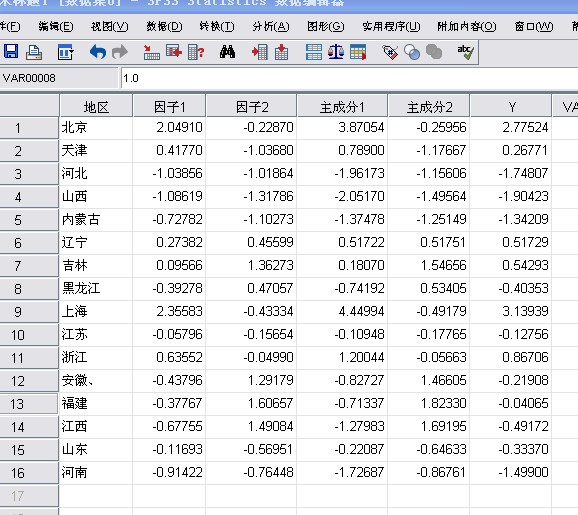 未标题1 [数据集0] - SPSS Statistics 数据编辑器
编辑(E) 视图(V) 数据(D) 转换(T) 分析(A) 图形(G) 实用程序(U) 附加内容(O) 窗口(W)
VAR00008 1.0
地区 因子1 因子2 主成分1 主成分2 Y VA
1 北京 2.04910 -0.22870 3.87054 -0.25956 2.77524
2 天津 0.41770 -1.03680 0.78900 -1.17667 0.26771
3 河北 -1.03856 -1.01864 -1.96173 -1.15606 -1.74807
4 山西 -1.08619 -1.31786 -2.05170 -1.49564 -1.90423
5 内蒙古 -0.72782 -1.10273 -1.37478 -1.25149 -1.34209
6 辽宁 0.27382 0.45599 0.51722 0.51751 0.51729
7 吉林 0.09566 1.36273 0.18070 1.54656 0.54293
8 黑龙江 -0.39278 0.47057 -0.74192 0.53405 -0.40353
9 上海 2.35583 -0.43334 4.44994 -0.49179 3.13939
10 江苏 -0.05796 -0.15654 -0.10948 -0.17765 -0.12756
11 浙江 0.63552 -0.04990 1.20044 -0.05663 0.86706
12 安徽、 -0.43796 1.29179 -0.82727 1.46605 -0.21908
13 福建 -0.37767 1.60657 -0.71337 1.82330 -0.04065
14 江西 -0.67755 1.49084 -1.27983 1.69195 -0.49172
15 山东 -0.11693 -0.56951 -0.22087 -0.64633 -0.33370
16 河南 -0.91422 -0.76448 -1.72687 -0.86761 -1.49900
17